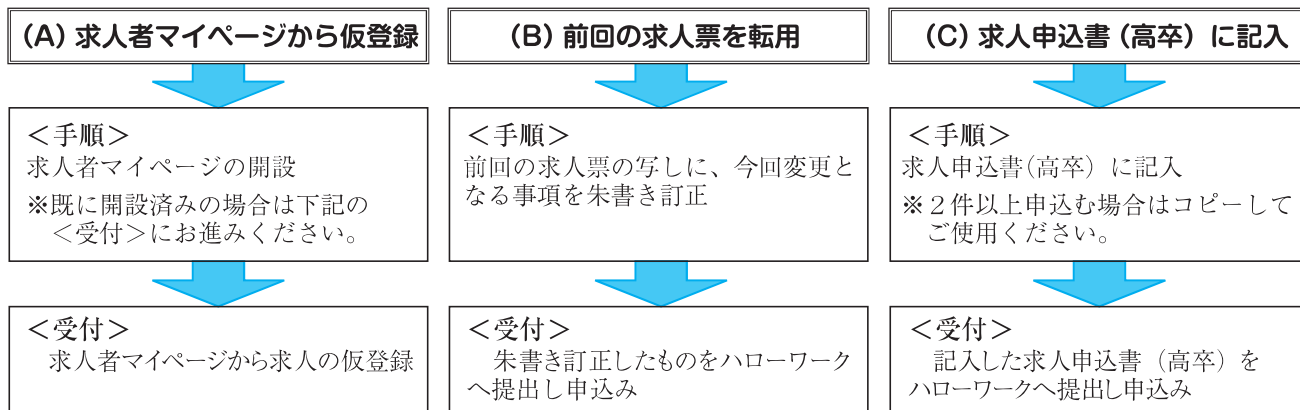 (A) 求人者マイページから仮登録
＜手順＞
求人者マイページの開設
※既に開設済みの場合は下記の
＜受付＞にお進みください。
＜受付＞
求人者マイページから求人の仮登録
(B) 前回の求人票を転用
＜手順＞
前回の求人票の写しに、今回変更と
なる事項を朱書き訂正
＜受付＞
朱書き訂正したものをハローワーク
へ提出し申込み
(C) 求人申込書（高卒）に記入
＜手順＞
求人申込書（高卒）に記入
※２件以上申込む場合はコピーして
ご使用ください。
＜受付＞
記入した求人申込書（高卒）を
ハローワークへ提出し申込み